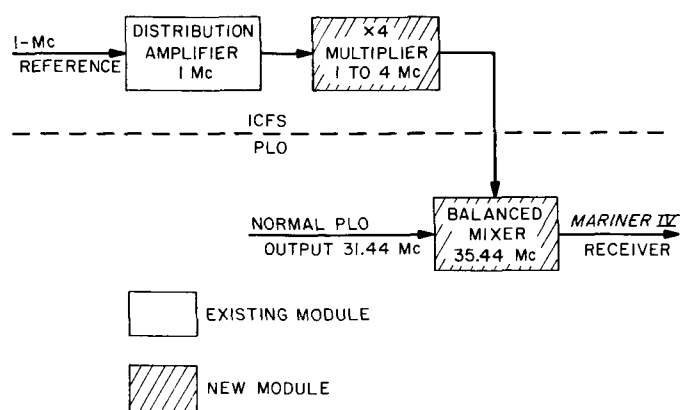 1-Mc
REFERENCE
DISTRIBUTION
AMPLIFIER
1 Mc
×4
MULTIPLIER
1 TO 4 Mc
ICFS
PLO
NORMAL PLO
OUTPUT 31.44 Mc
BALANCED
MIXER
35.44 Mc
MARINER IV
RECEIVER
EXISTING MODULE
NEW MODULE